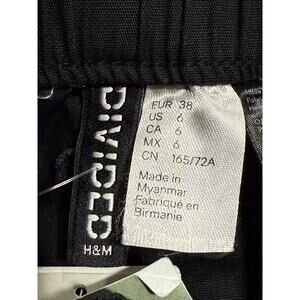 DIVIDED
H&M
EUR 38
US 6
CA 6
MX 6
CN 165/72A
Made in
Myanmar
Fabriqué en
Birmanie